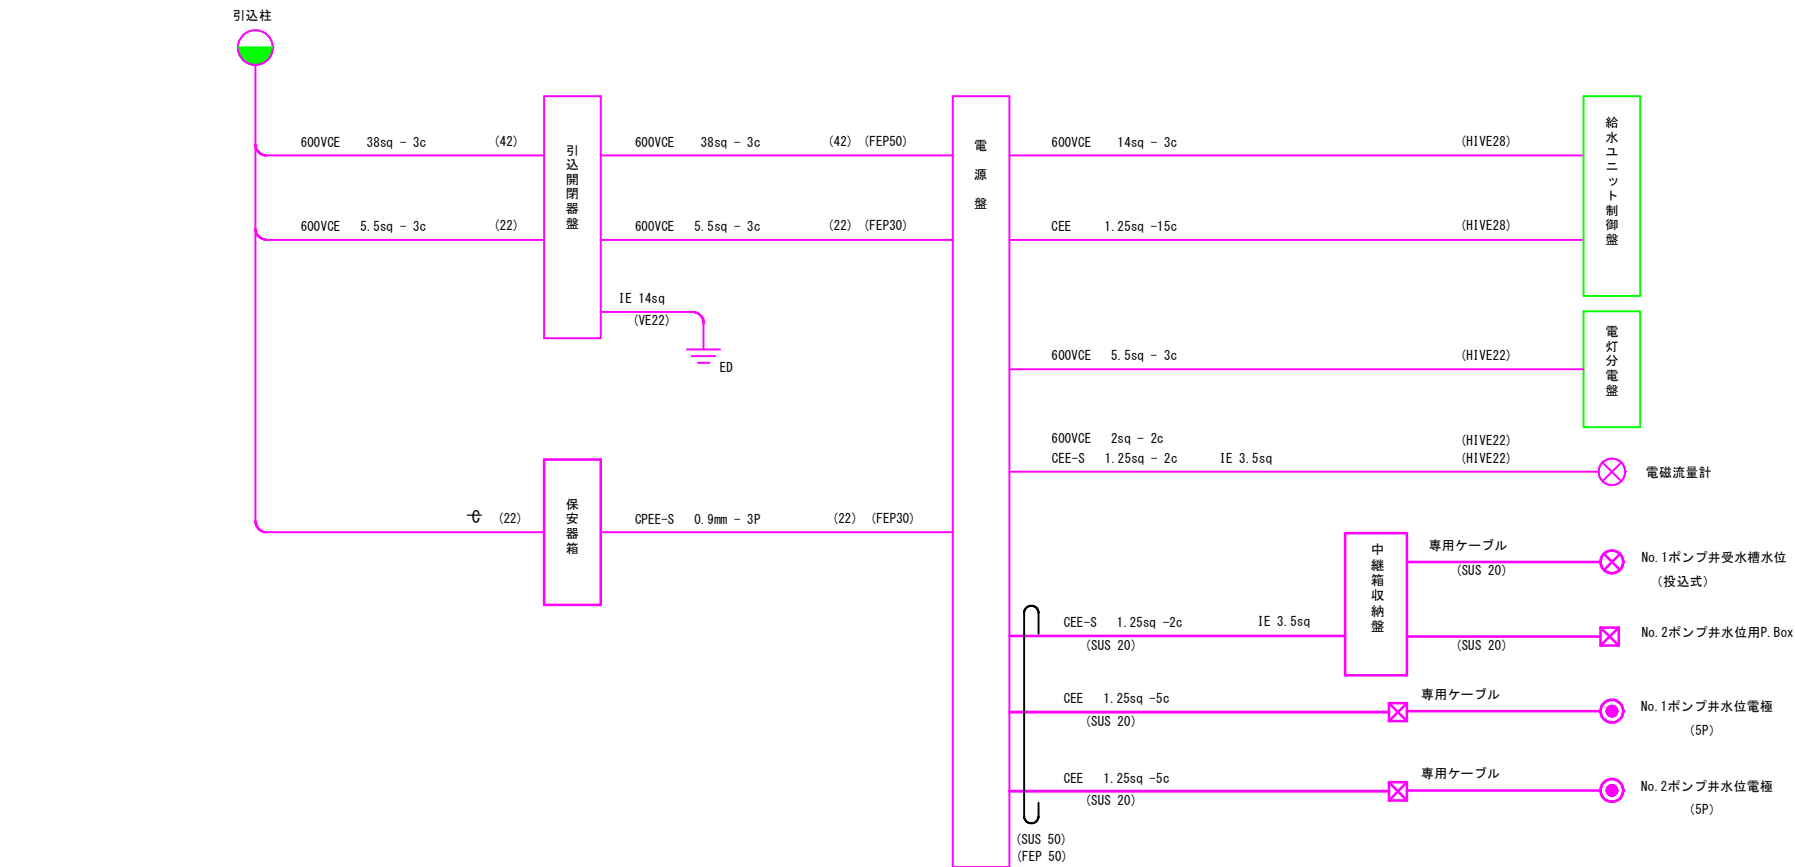 引込柱
600VCE 38sq - 3c (42)
600VCE 5.5sq - 3c (22)
引込開閉器盤
600VCE 38sq - 3c (42) (FEP50)
600VCE 5.5sq - 3c (22) (FEP30)
IE 14sq
(VE22)
ED
(22)
保安器箱
CPEE-S 0.9mm - 3P (22) (FEP30)
電源盤
600VCE 14sq - 3c (HIVE28)
CEE 1.25sq -15c (HIVE28)
給水ユニット制御盤
600VCE 5.5sq - 3c (HIVE22)
電灯分電盤
600VCE 2sq - 2c (HIVE22)
CEE-S 1.25sq - 2c IE 3.5sq (HIVE22)
電磁流量計
CEE-S 1.25sq -2c IE 3.5sq
(SUS 20)
中継箱収納盤
専用ケーブル
(SUS 20)
No.1ポンプ井受水槽水位
(投込式)
(SUS 20)
No.2ポンプ井水位用P.Box
CEE 1.25sq -5c
(SUS 20)
専用ケーブル
No.1ポンプ井水位電極
(5P)
CEE 1.25sq -5c
(SUS 20)
専用ケーブル
No.2ポンプ井水位電極
(5P)
(SUS 50)
(FEP 50)